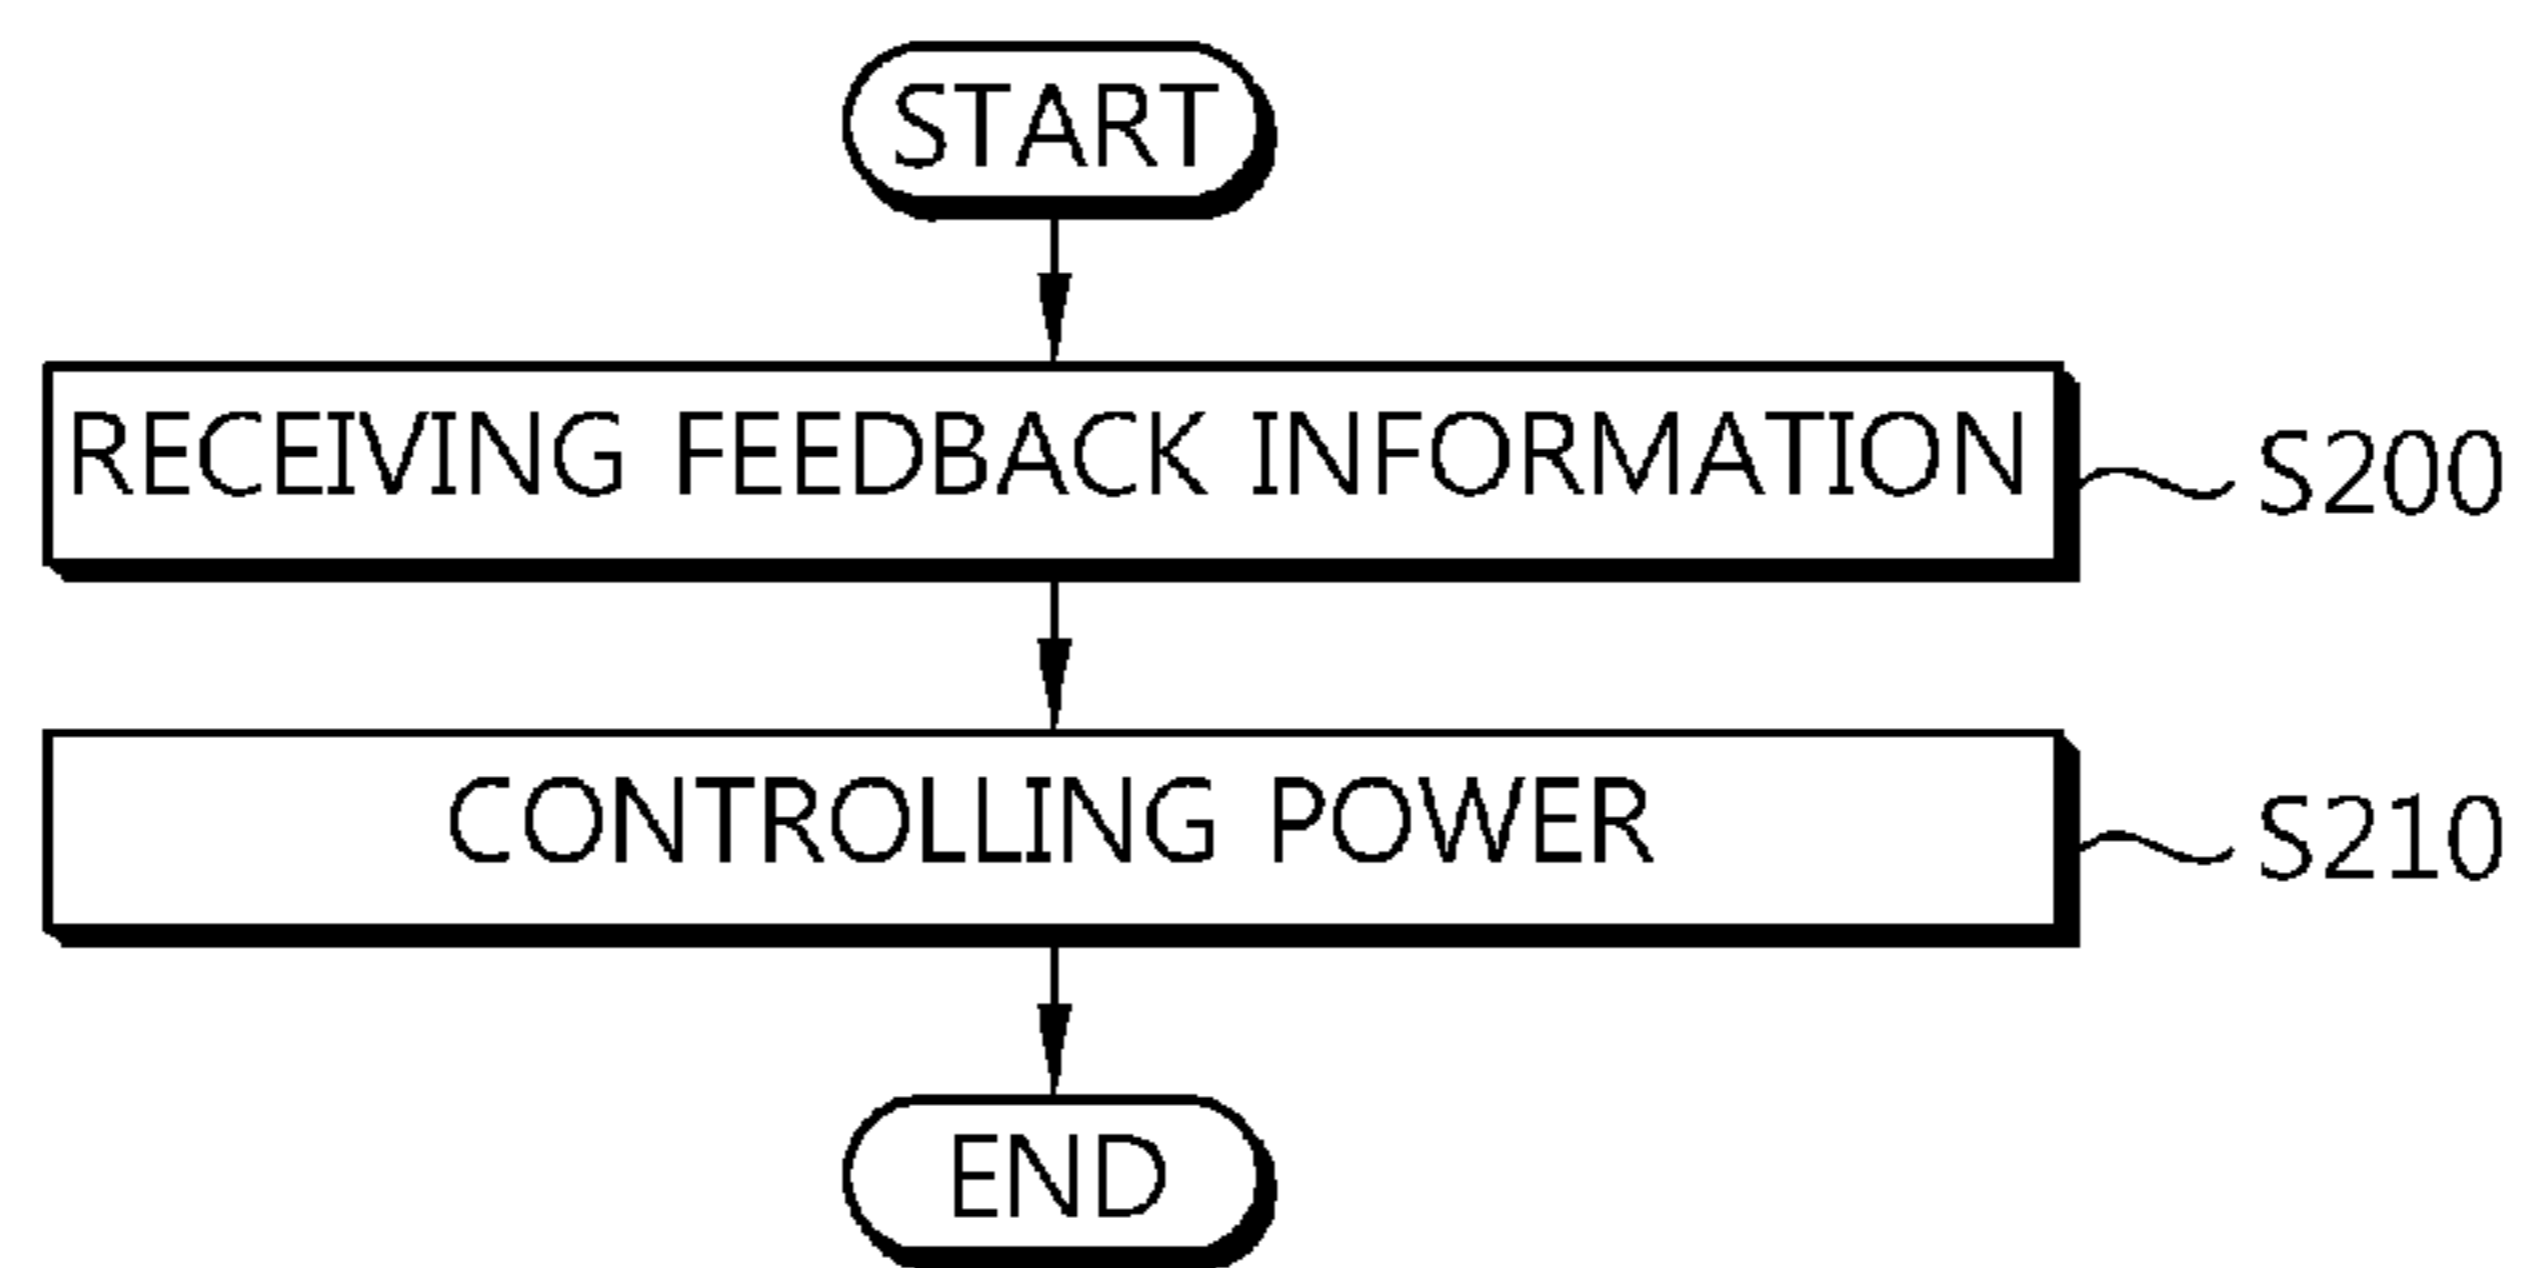 START
RECEIVING FEEDBACK INFORMATION
S200
CONTROLLING POWER
S210
END